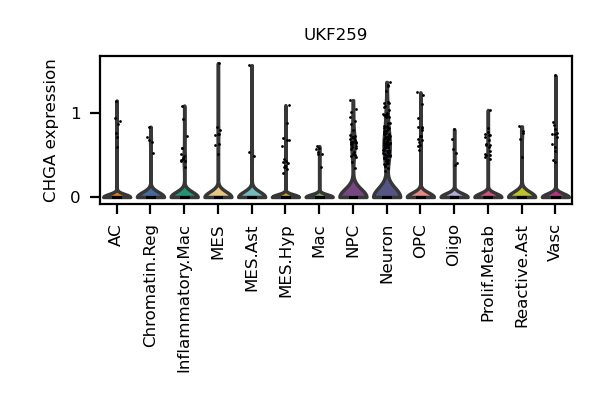 UKF259
CHGA expression
1
0
AC
Chromatin.Reg
Inflammatory.Mac
MES
MES.Ast
MES.Hyp
Mac
NPC
Neuron
OPC
Oligo
Prolif.Metab
Reactive.Ast
Vasc